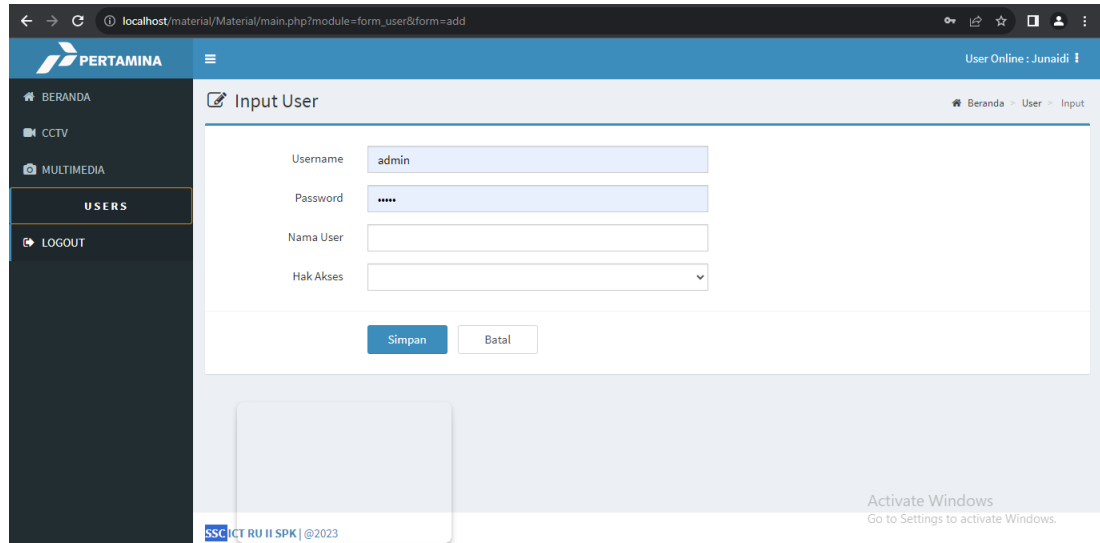 localhost/material/Material/main.php?module=form_user&form=add
PERTAMINA
User Online : Junaidi
BERANDA
CCTV
MULTIMEDIA
USERS
LOGOUT
Input User
Beranda > User > Input
Username
admin
Password
•••••
Nama User
Hak Akses
Simpan
Batal
Activate Windows
Go to Settings to activate Windows.
SSC ICT RU II SPK | @2023